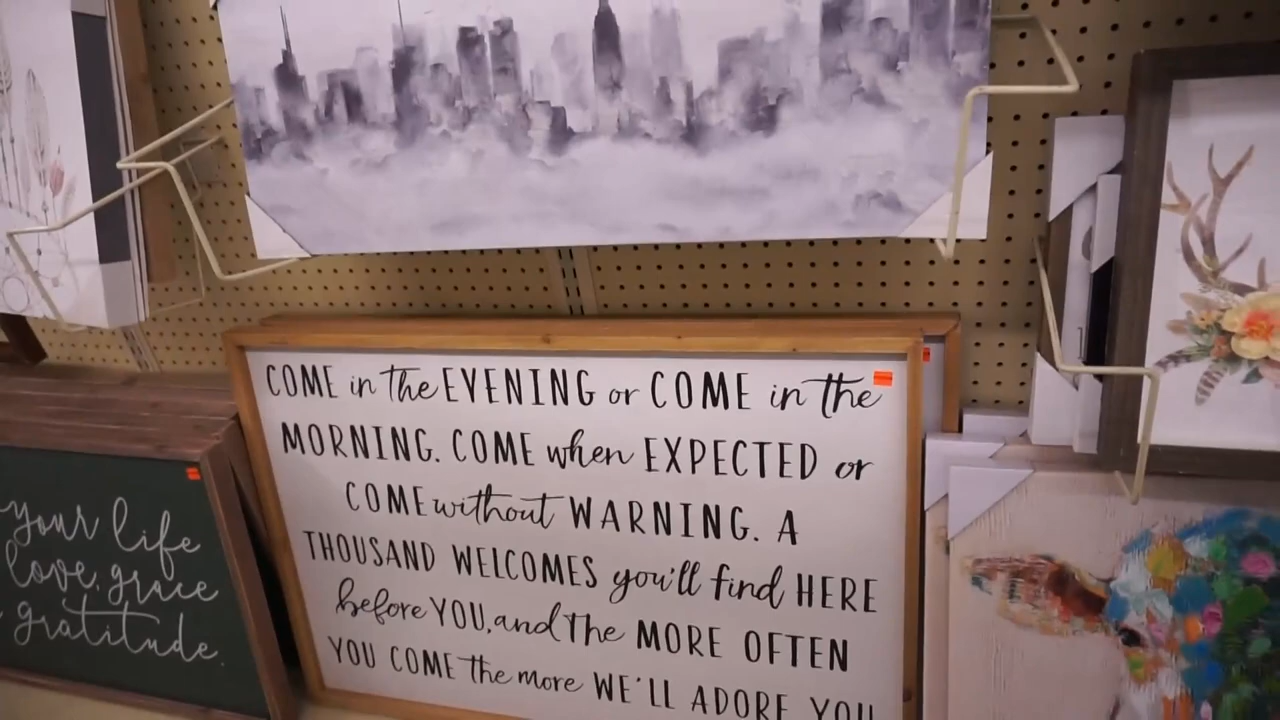 COME in the EVENING or COME in the
MORNING. COME when EXPECTED or
COME without WARNING. A
THOUSAND WELCOMES you'll find HERE
before YOU, and the MORE OFTEN
YOU COME the more WE'LL ADORE YOU
your life
love, grace
gratitude.